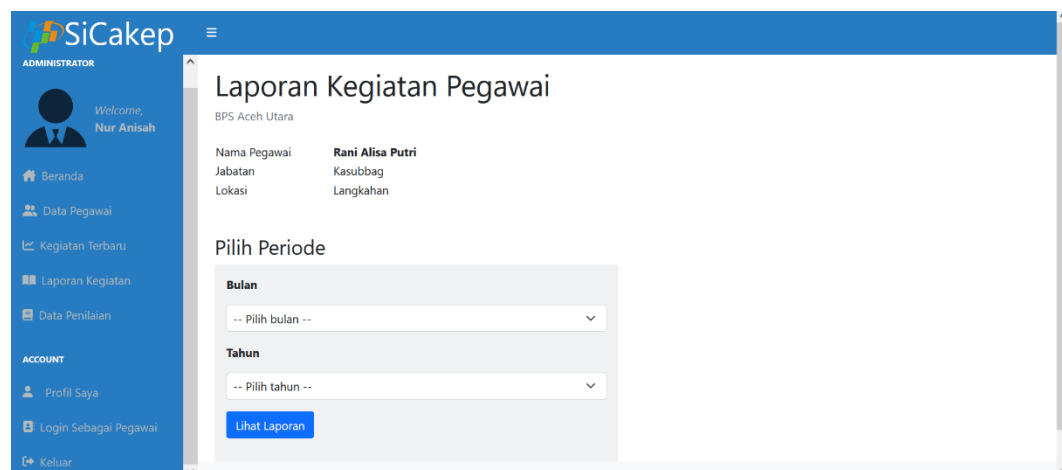 SiCakep
ADMINISTRATOR
Welcome,
Nur Anisah
Beranda
Data Pegawai
Kegiatan Terbaru
Laporan Kegiatan
Data Penilaian
ACCOUNT
Profil Saya
Login Sebagai Pegawai
Keluar
Laporan Kegiatan Pegawai
BPS Aceh Utara
Nama Pegawai Rani Alisa Putri
Jabatan Kasubbag
Lokasi Langkahan
Pilih Periode
Bulan
-- Pilih bulan --
Tahun
-- Pilih tahun --
Lihat Laporan